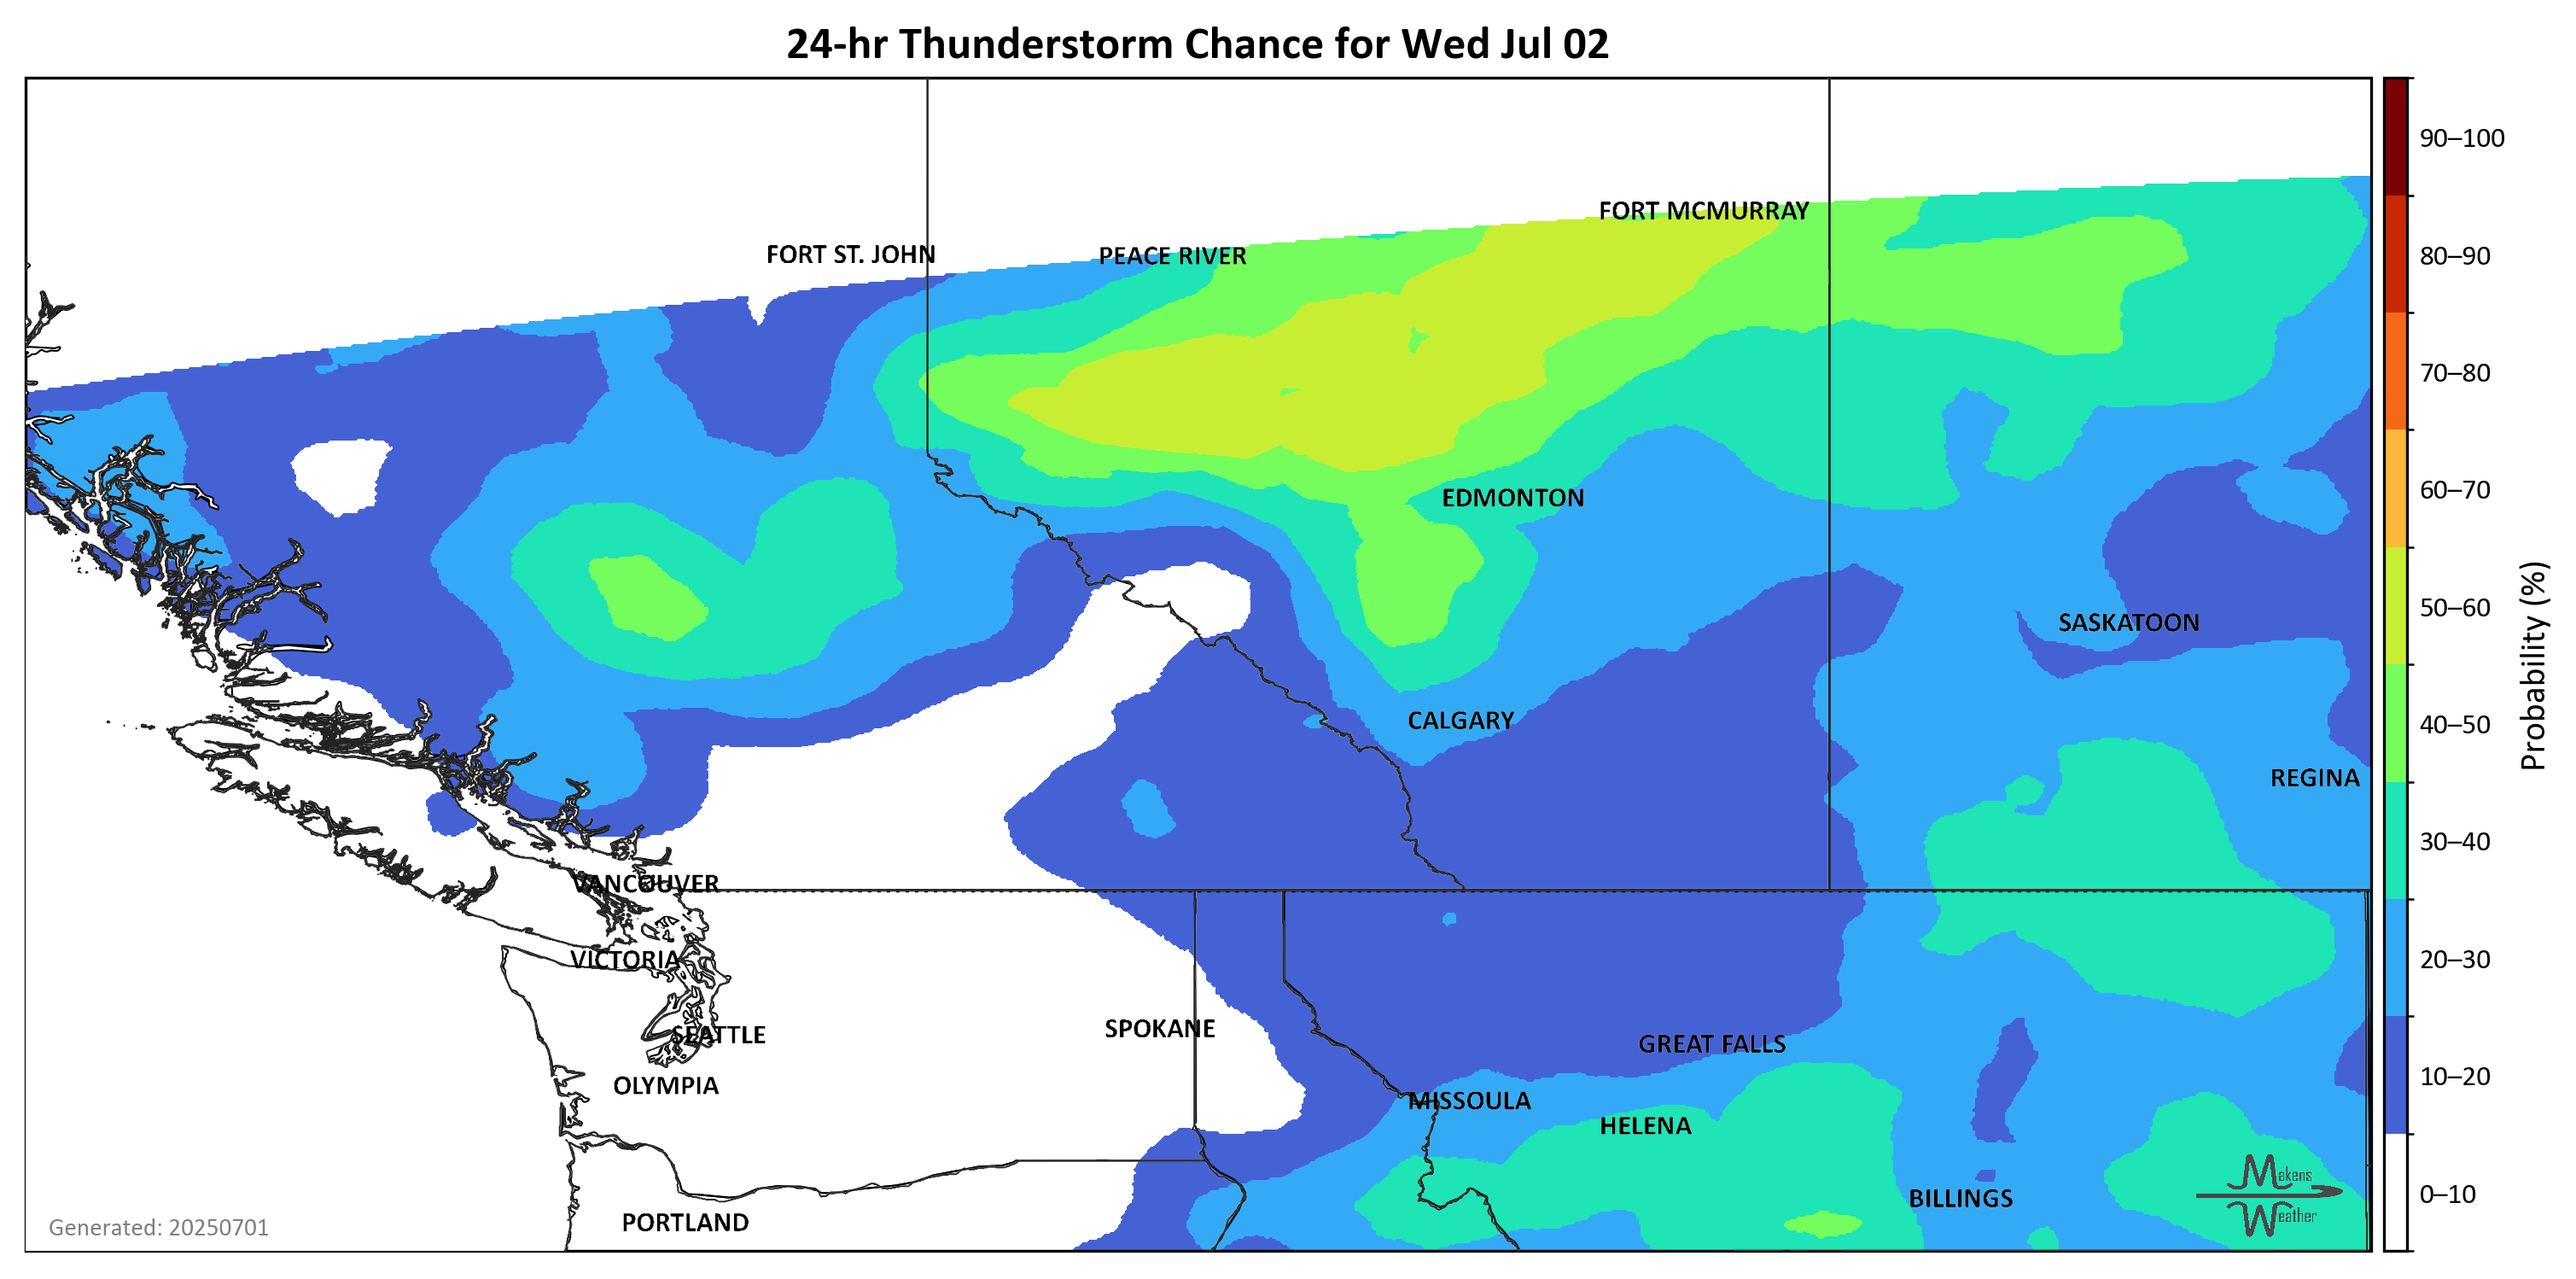 24-hr Thunderstorm Chance for Wed Jul 02
90–100
FORT MCMURRAY
FORT ST. JOHN
PEACE RIVER
80–90
70–80
60–70
EDMONTON
50–60
SASKATOON
Probability (%)
CALGARY
40–50
REGINA
30–40
VANCOUVER
VICTORIA
20–30
SEATTLE
SPOKANE
GREAT FALLS
OLYMPIA
10–20
MISSOULA
HELENA
Makens
Weather
0–10
BILLINGS
PORTLAND
Generated: 20250701